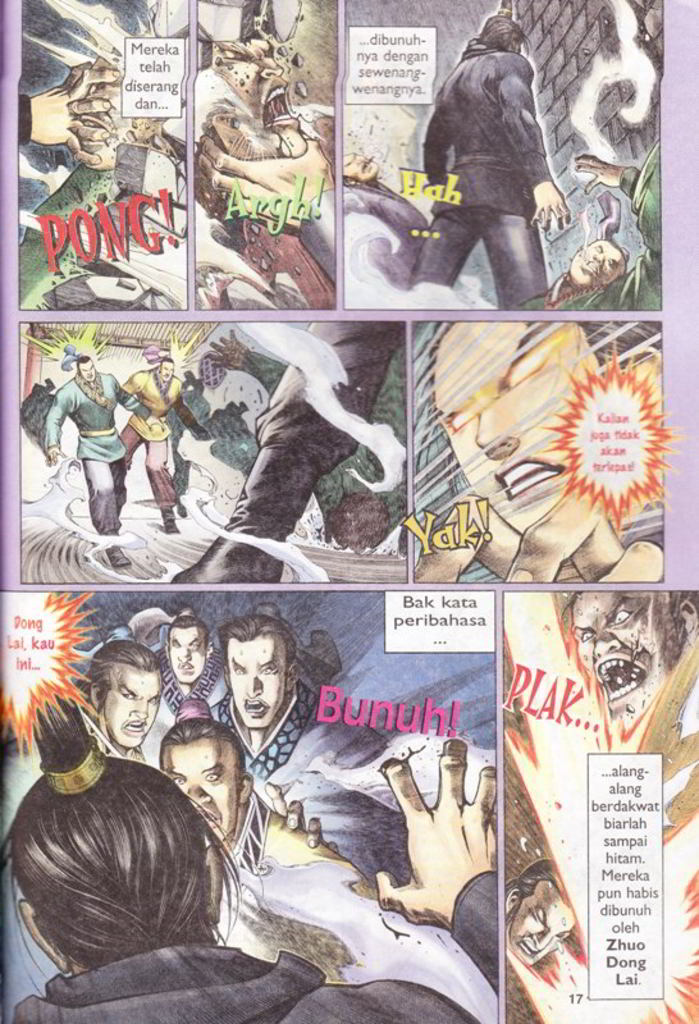 Mereka
telah
diserang
dan...
PONG!
Argh!
...dibunuh-
nya dengan
sewenang-
wenangnya.
Hah
...
Kalian
juga tidak
akan
terlepas!
Yak!
Dong
Lai, kau
ini...
Bak kata
peribahasa
...
Bunuh!
PLAK...
...alang-
alang
berdakwat
biarlah
sampai
hitam.
Mereka
pun habis
dibunuh
oleh
Zhuo
Dong
Lai.
17